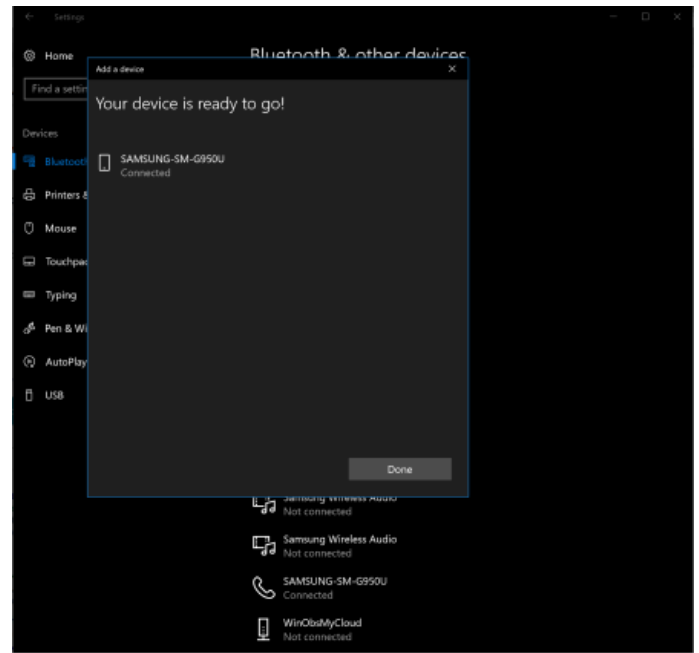 Settings
Home
Bluetooth & other devices
Add a device
Find a settin
Your device is ready to go!
Devices
SAMSUNG-SM-G950U
Connected
Bluetoot
Printers &
Mouse
Touchpad
Typing
Pen & Wi
AutoPlay
USB
Done
Samsung Wireless Audio
Not connected
Samsung Wireless Audio
Not connected
SAMSUNG-SM-G950U
Connected
WinObsMyCloud
Not connected